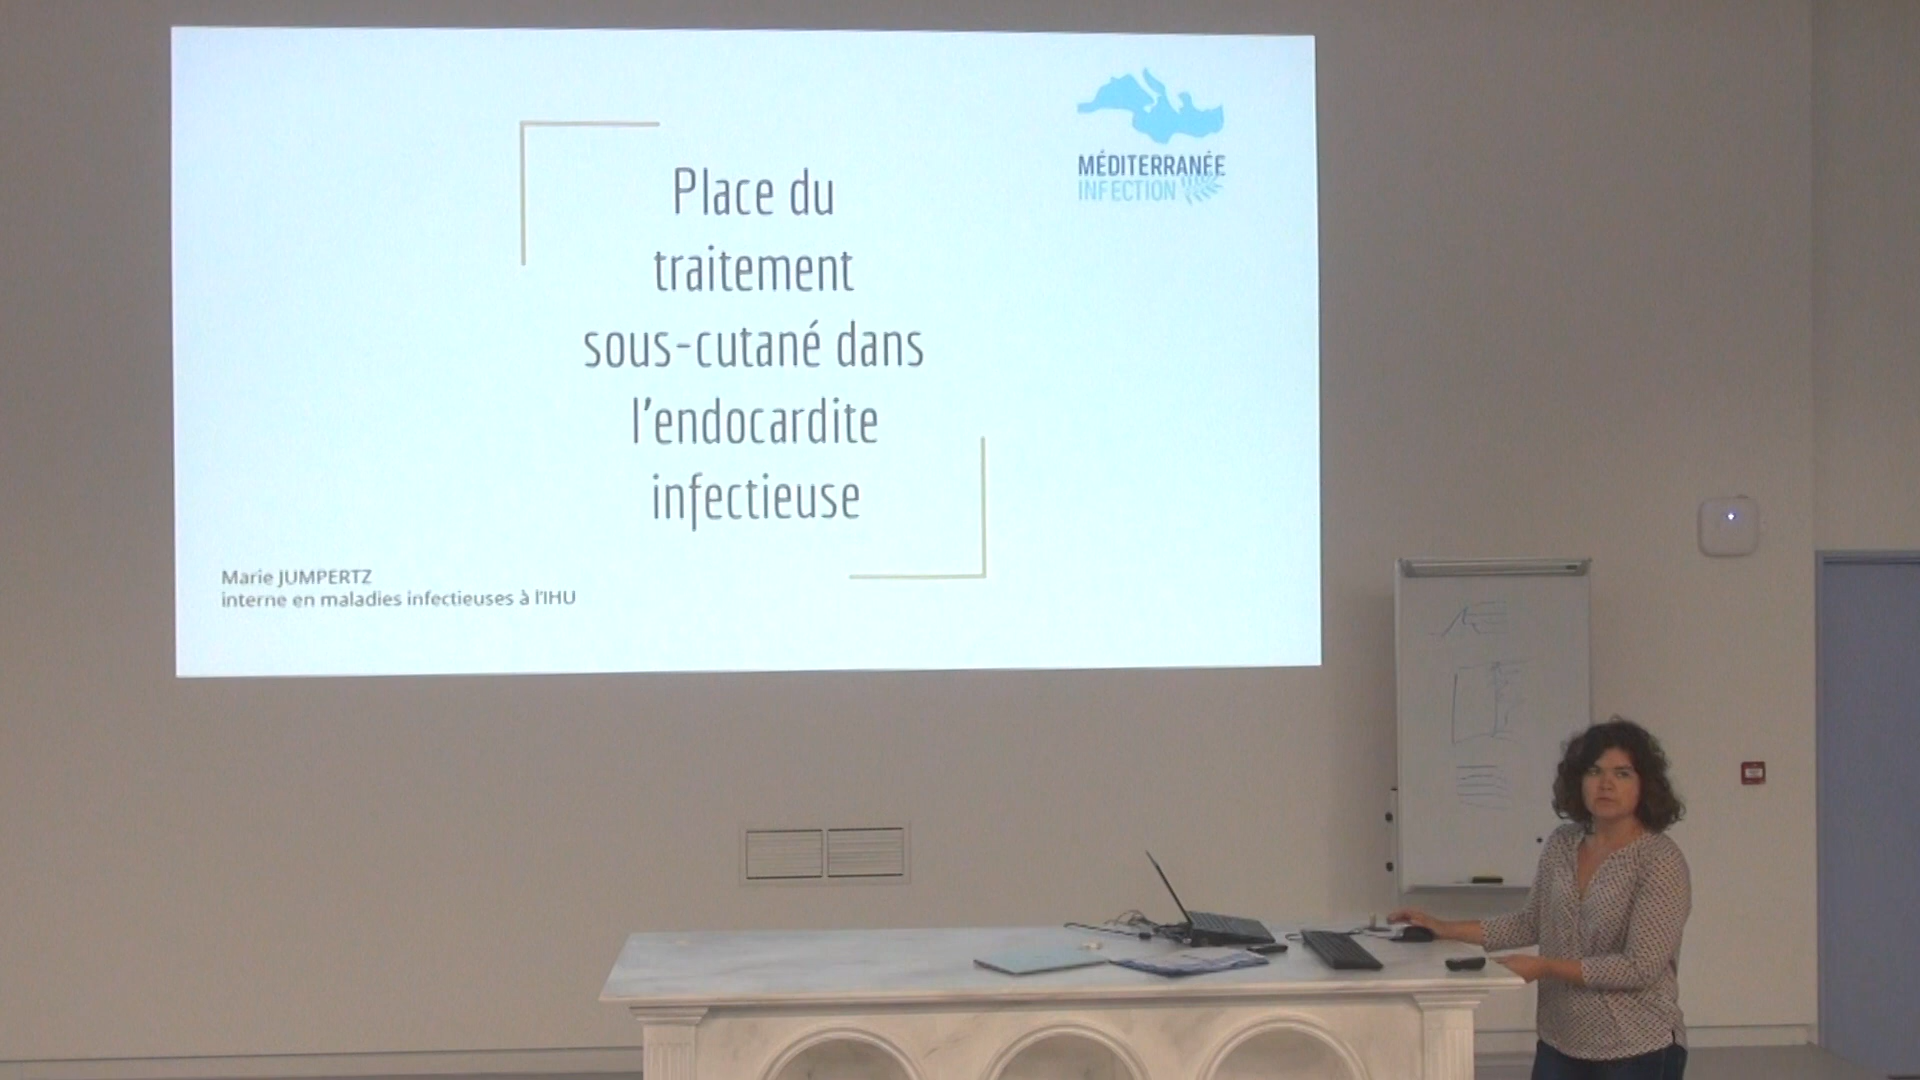 Place du
traitement
sous-cutané dans
l'endocardite
infectieuse
MÉDITERRANÉE
INFECTION
Marie JUMPERTZ
interne en maladies infectieuses à l'IHU